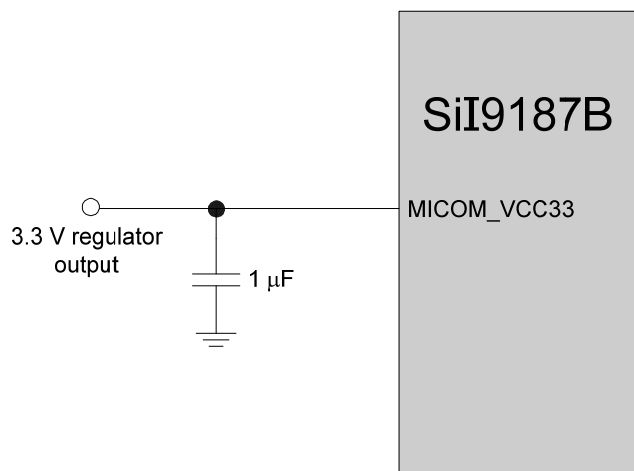 SiI9187B
MICOM_VCC33
3.3 V regulator
output
1 μF